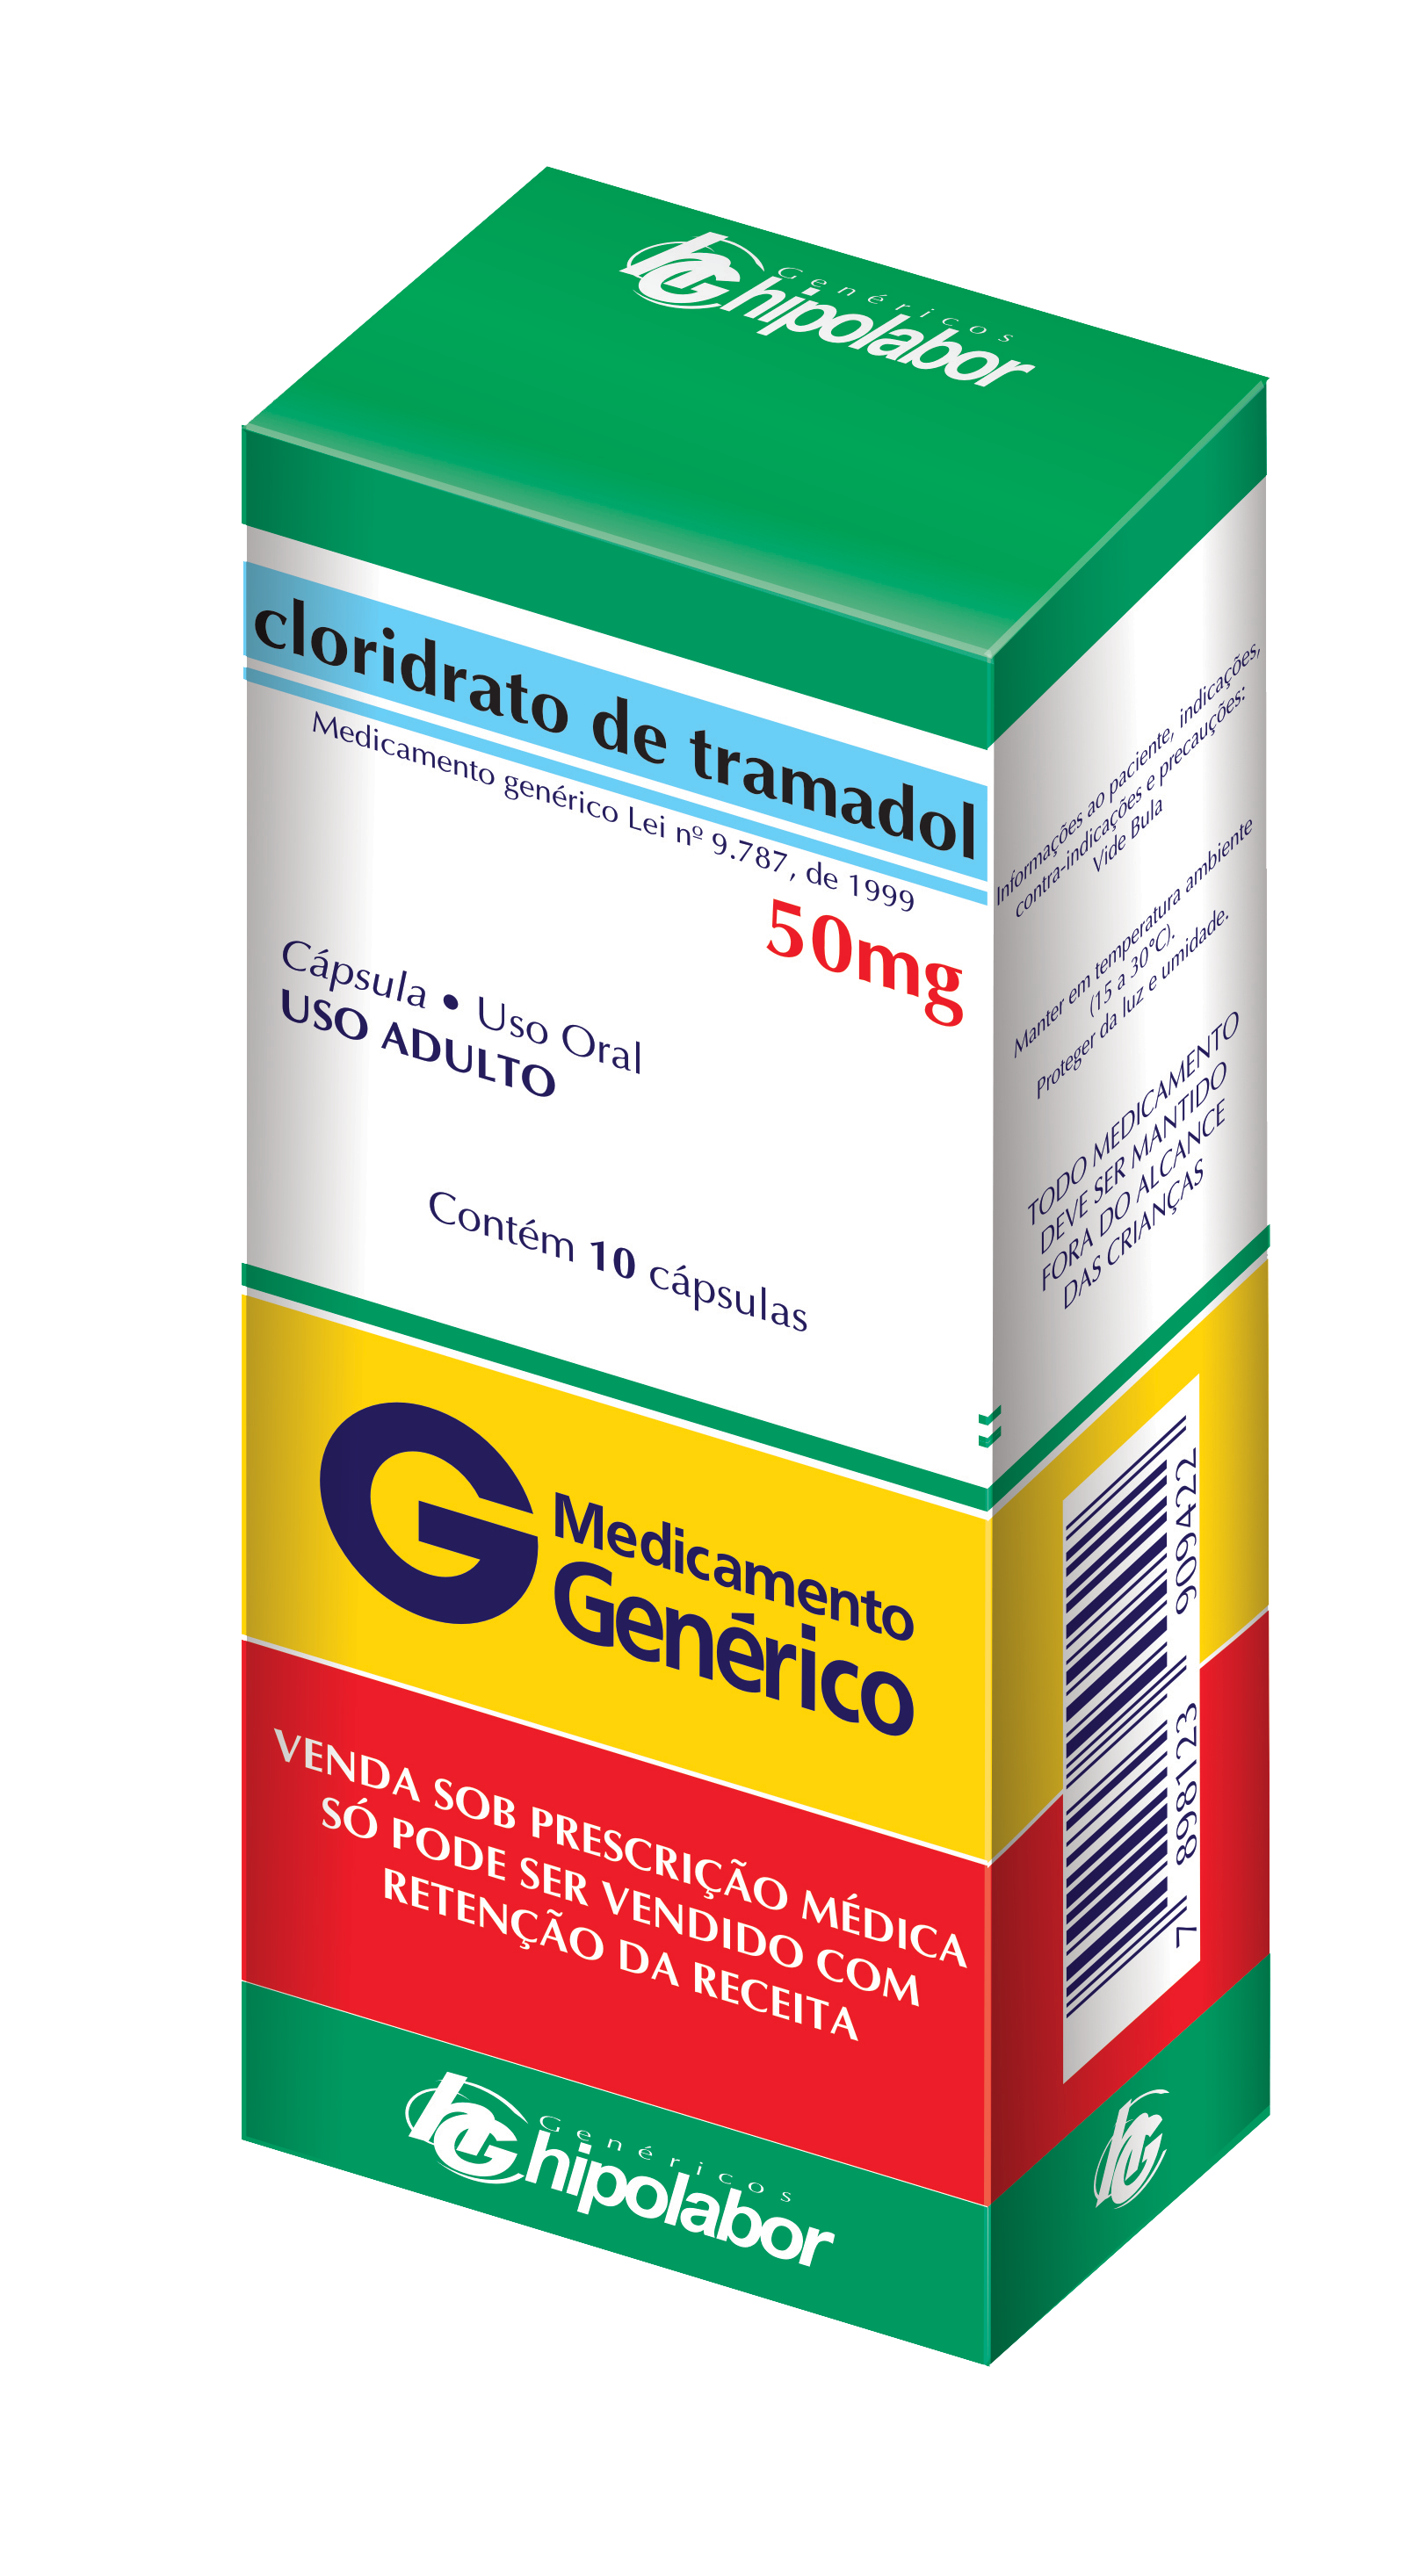 hG Genéricos
hipolabor
cloridrato de tramadol
Medicamento genérico Lei nº 9.787, de 1999
50mg
Cápsula • Uso Oral
USO ADULTO
Contém 10 cápsulas
G Medicamento
Genérico
VENDA SOB PRESCRIÇÃO MÉDICA
SÓ PODE SER VENDIDO COM
RETENÇÃO DA RECEITA
hG Genéricos
hipolabor
Informações ao paciente, indicações,
contra-indicações e precauções:
Vide Bula
Manter em temperatura ambiente
(15 a 30°C).
Proteger da luz e umidade.
TODO MEDICAMENTO
DEVE SER MANTIDO
FORA DO ALCANCE
DAS CRIANÇAS
7 898123 909422
hG